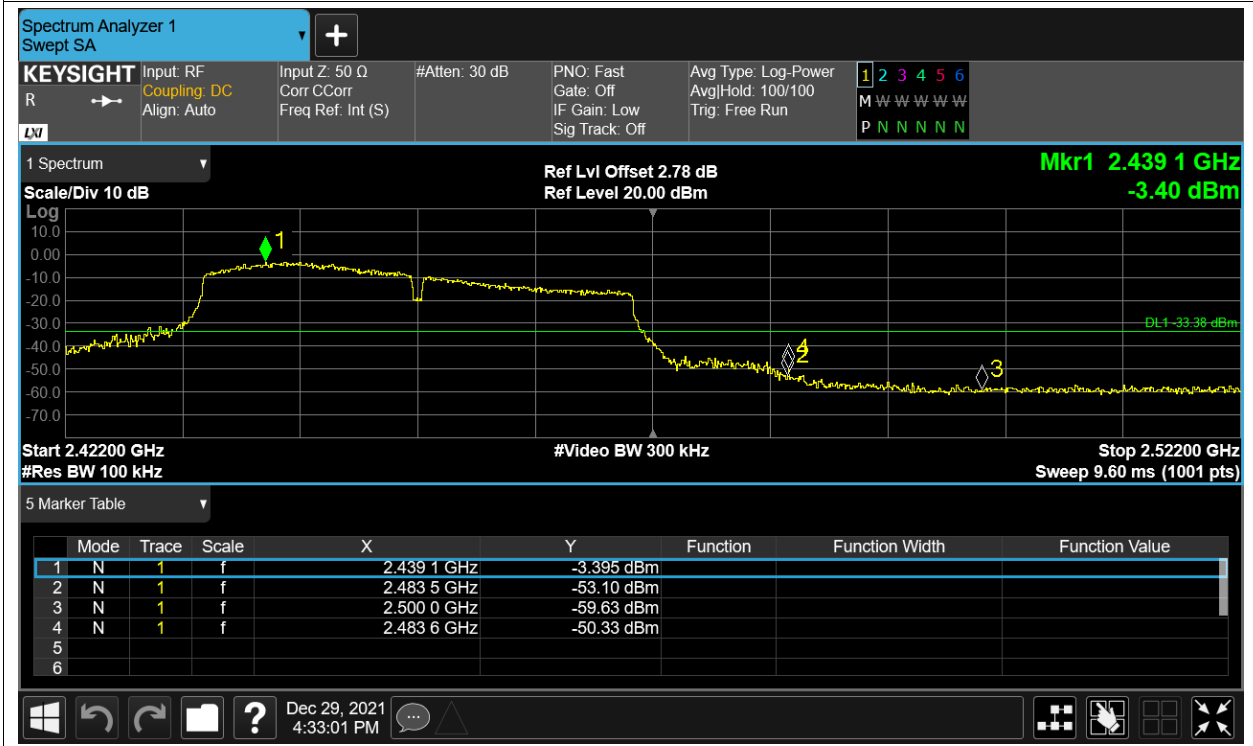 Spectrum Analyzer 1
Swept SA
KEYSIGHT
R
LXI
Input: RF
Coupling: DC
Align: Auto
Input Z: 50 Ω
Corr CCorr
Freq Ref: Int (S)
#Atten: 30 dB
PNO: Fast
Gate: Off
IF Gain: Low
Sig Track: Off
Avg Type: Log-Power
Avg|Hold: 100/100
Trig: Free Run
1 2 3 4 5 6
M W W W W W
P N N N N N
1 Spectrum
Scale/Div 10 dB
Ref Lvl Offset 2.78 dB
Ref Level 20.00 dBm
Mkr1 2.439 1 GHz
-3.40 dBm
Log
10.0
0.00
-10.0
-20.0
-30.0
-40.0
-50.0
-60.0
-70.0
1
4
2
3
DL1 -33.38 dBm
Start 2.42200 GHz
#Res BW 100 kHz
#Video BW 300 kHz
Stop 2.52200 GHz
Sweep 9.60 ms (1001 pts)
5 Marker Table
Mode Trace Scale X Y Function Function Width Function Value
1 N 1 f 2.439 1 GHz -3.395 dBm
2 N 1 f 2.483 5 GHz -53.10 dBm
3 N 1 f 2.500 0 GHz -59.63 dBm
4 N 1 f 2.483 6 GHz -50.33 dBm
5
6
?
Dec 29, 2021
4:33:01 PM